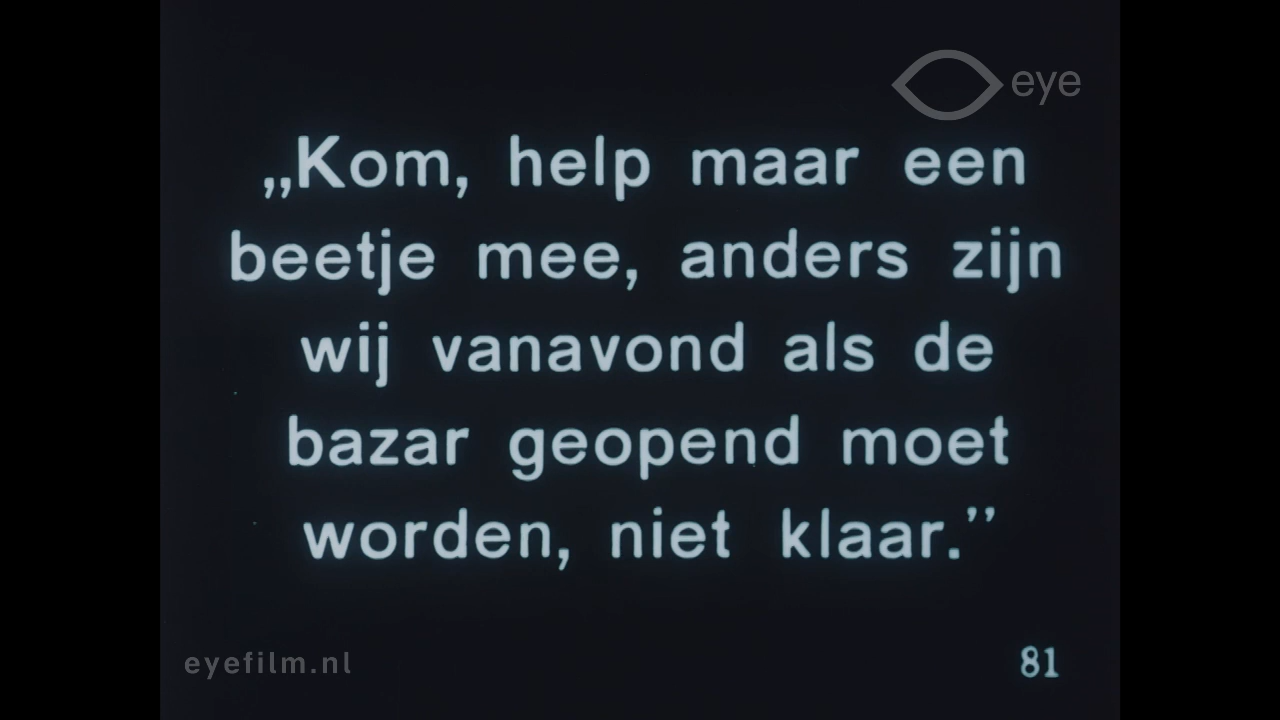 eye
„Kom, help maar een
beetje mee, anders zijn
wij vanavond als de
bazar geopend moet
worden, niet klaar.”
eyefilm.nl
81